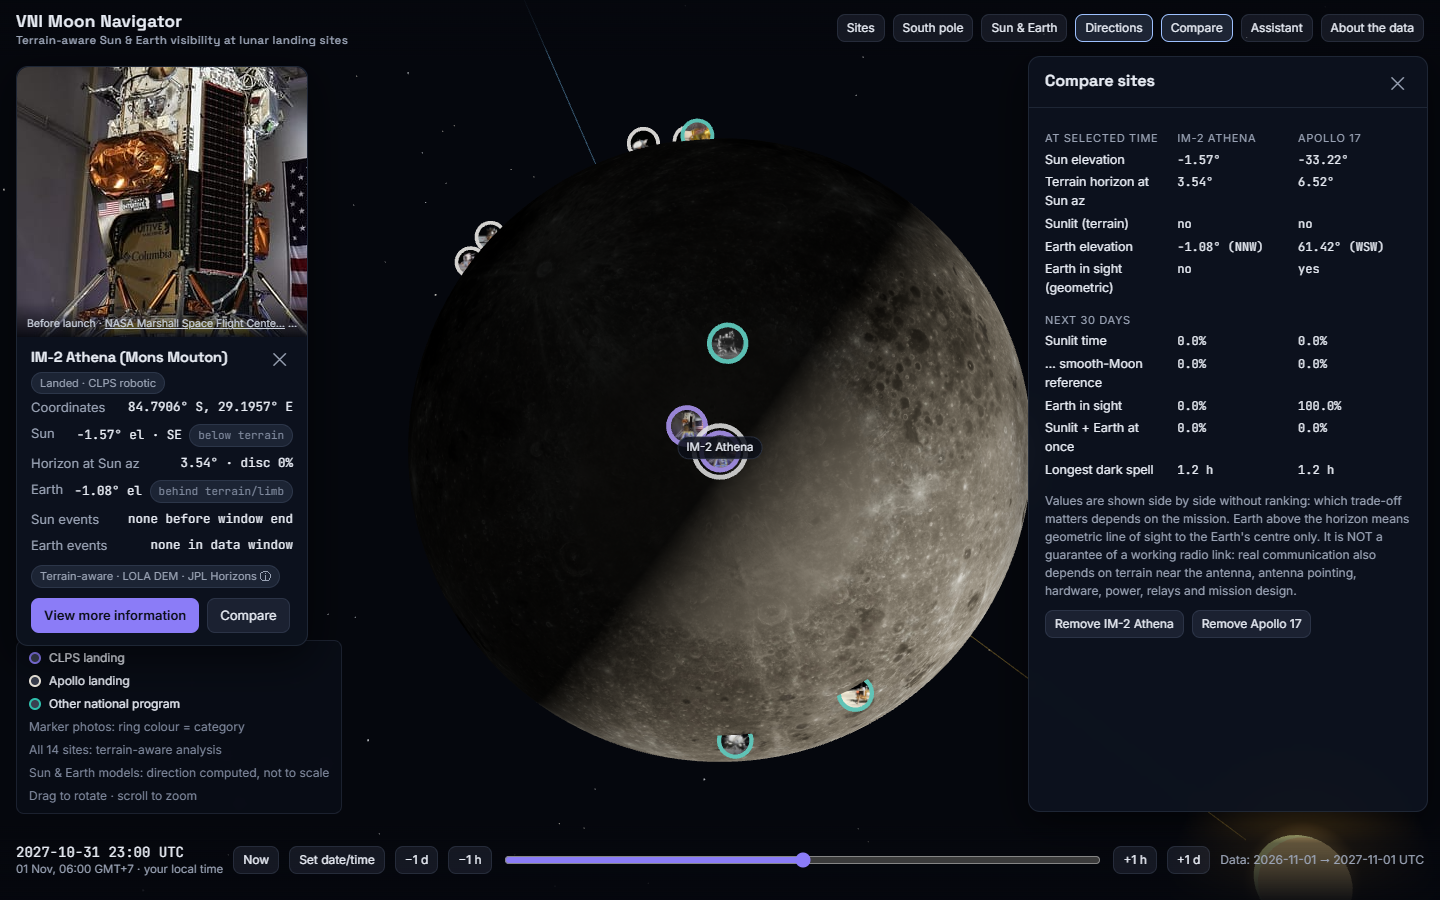 VNI Moon Navigator
Terrain-aware Sun & Earth visibility at lunar landing sites
Sites
South pole
Sun & Earth
Directions
Compare
Assistant
About the data
Columbia
Before launch · NASA Marshall Space Flight Cente... ...
IM-2 Athena (Mons Mouton)
Landed · CLPS robotic
Coordinates 84.7906° S, 29.1957° E
Sun -1.57° el · SE below terrain
Horizon at Sun az 3.54° · disc 0%
Earth -1.08° el behind terrain/limb
Sun events none before window end
Earth events none in data window
Terrain-aware · LOLA DEM · JPL Horizons ⓘ
View more information
Compare
CLPS landing
Apollo landing
Other national program
Marker photos: ring colour = category
All 14 sites: terrain-aware analysis
Sun & Earth models: direction computed, not to scale
Drag to rotate · scroll to zoom
IM-2 Athena
Compare sites
AT SELECTED TIME IM-2 ATHENA APOLLO 17
Sun elevation -1.57° -33.22°
Terrain horizon at 3.54° 6.52°
Sun az
Sunlit (terrain) no no
Earth elevation -1.08° (NNW) 61.42° (WSW)
Earth in sight no yes
(geometric)
NEXT 30 DAYS
Sunlit time 0.0% 0.0%
... smooth-Moon 0.0% 0.0%
reference
Earth in sight 0.0% 100.0%
Sunlit + Earth at 0.0% 0.0%
once
Longest dark spell 1.2 h 1.2 h
Values are shown side by side without ranking: which trade-off
matters depends on the mission. Earth above the horizon means
geometric line of sight to the Earth's centre only. It is NOT a
guarantee of a working radio link: real communication also
depends on terrain near the antenna, antenna pointing,
hardware, power, relays and mission design.
Remove IM-2 Athena
Remove Apollo 17
2027-10-31 23:00 UTC
01 Nov, 06:00 GMT+7 · your local time
Now
Set date/time
−1 d
−1 h
+1 h
+1 d
Data: 2026-11-01 → 2027-11-01 UTC